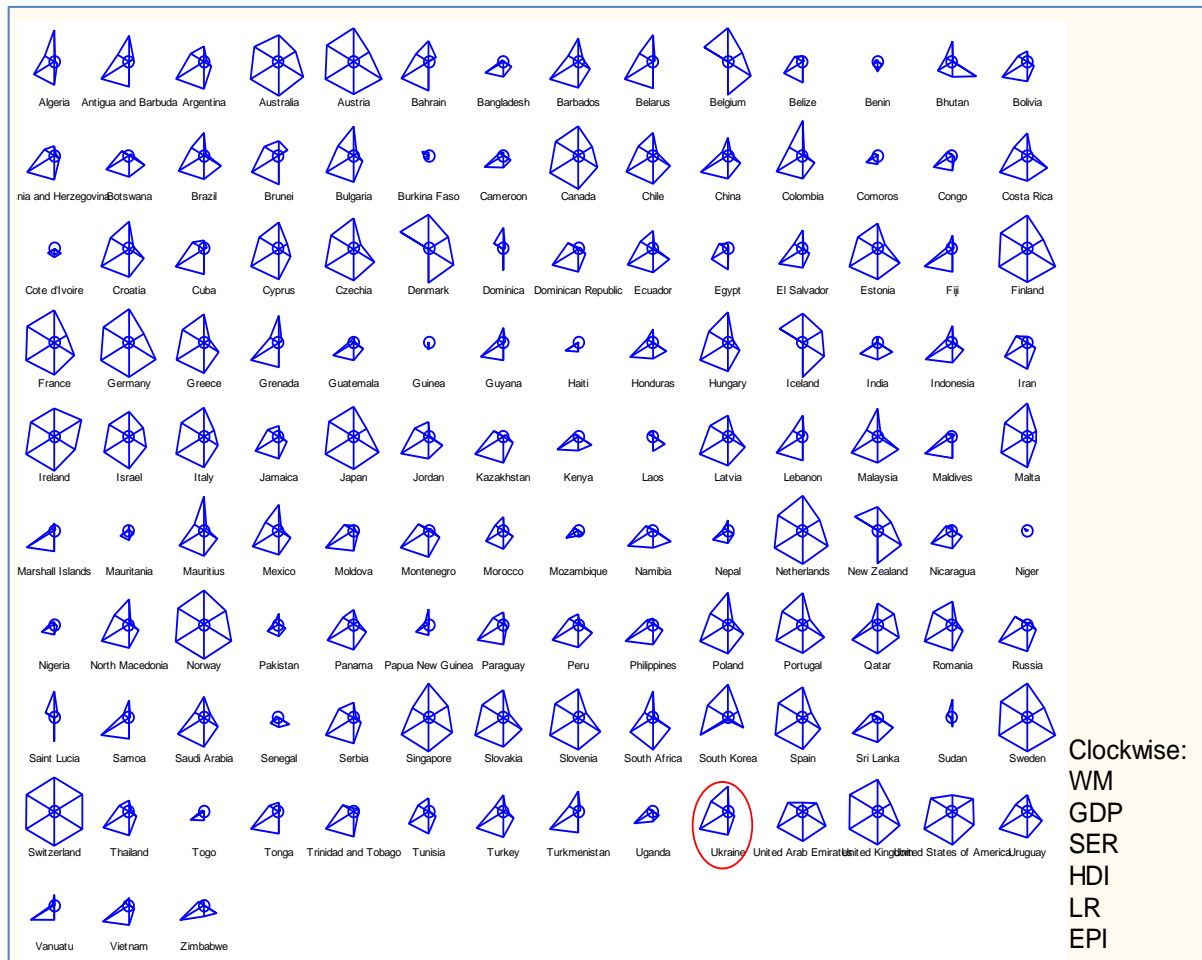 Algeria Antigua and Barbuda Argentina Australia Austria Bahrain Bangladesh Barbados Belarus Belgium Belize Benin Bhutan Bolivia
nia and Herzegovina Botswana Brazil Brunei Bulgaria Burkina Faso Cameroon Canada Chile China Colombia Comoros Congo Costa Rica
Cote d'Ivoire Croatia Cuba Cyprus Czechia Denmark Dominica Dominican Republic Ecuador Egypt El Salvador Estonia Fiji Finland
France Germany Greece Grenada Guatemala Guinea Guyana Haiti Honduras Hungary Iceland India Indonesia Iran
Ireland Israel Italy Jamaica Japan Jordan Kazakhstan Kenya Laos Latvia Lebanon Malaysia Maldives Malta
Marshall Islands Mauritania Mauritius Mexico Moldova Montenegro Morocco Mozambique Namibia Nepal Netherlands New Zealand Nicaragua Niger
Nigeria North Macedonia Norway Pakistan Panama Papua New Guinea Paraguay Peru Philippines Poland Portugal Qatar Romania Russia
Saint Lucia Samoa Saudi Arabia Senegal Serbia Singapore Slovakia Slovenia South Africa South Korea Spain Sri Lanka Sudan Sweden
Switzerland Thailand Togo Tonga Trinidad and Tobago Tunisia Turkey Turkmenistan Uganda Ukraine United Arab Emirates United Kingdom United States of America Uruguay
Vanuatu Vietnam Zimbabwe
Clockwise:
WM
GDP
SER
HDI
LR
EPI